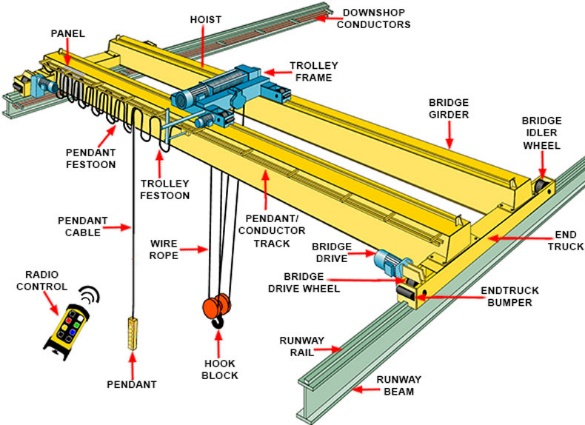 DOWNSHOP
CONDUCTORS
HOIST
PANEL
TROLLEY
FRAME
BRIDGE
GIRDER
BRIDGE
IDLER
WHEEL
PENDANT
FESTOON
TROLLEY
FESTOON
PENDANT
CABLE
WIRE
ROPE
PENDANT/
CONDUCTOR
TRACK
BRIDGE
DRIVE
END
TRUCK
BRIDGE
DRIVE WHEEL
ENDTRUCK
BUMPER
RADIO
CONTROL
RUNWAY
RAIL
HOOK
BLOCK
PENDANT
RUNWAY
BEAM